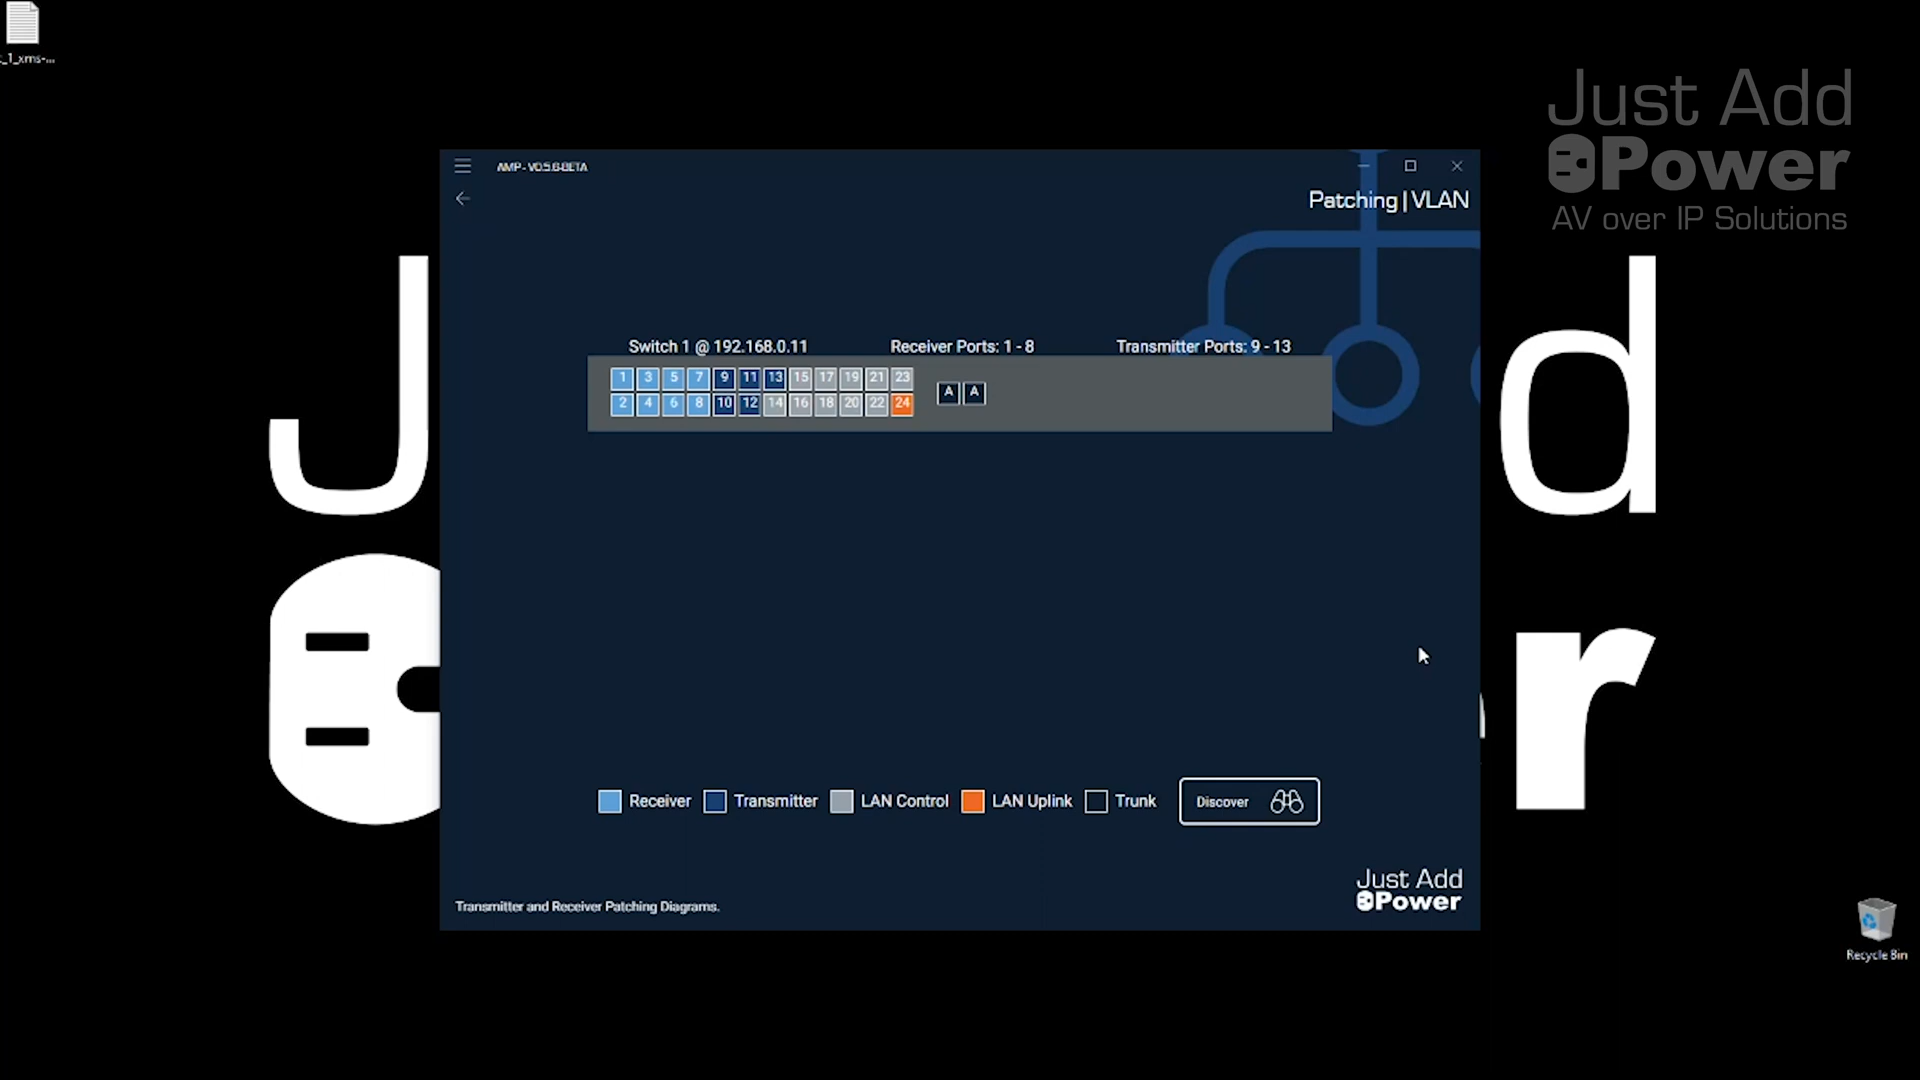 _1_xms-...
Just Add
Power
AV over IP Solutions
AMP - V0.5.6-BETA
Patching | VLAN
Switch 1 @ 192.168.0.11
Receiver Ports: 1 - 8
Transmitter Ports: 9 - 13
1 3 5 7 9 11 13 15 17 19 21 23
2 4 6 8 10 12 14 16 18 20 22 24
A A
Receiver
Transmitter
LAN Control
LAN Uplink
Trunk
Discover
Just Add
Power
Transmitter and Receiver Patching Diagrams.
Recycle Bin
J d
r